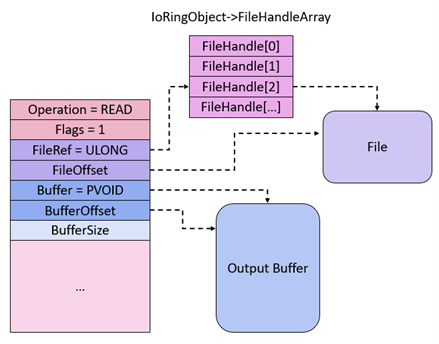 IoRingObject->FileHandleArray
FileHandle[0]
FileHandle[1]
FileHandle[2]
FileHandle[...]
Operation = READ
Flags = 1
FileRef = ULONG
FileOffset
Buffer = PVOID
BufferOffset
BufferSize
...
File
Output Buffer